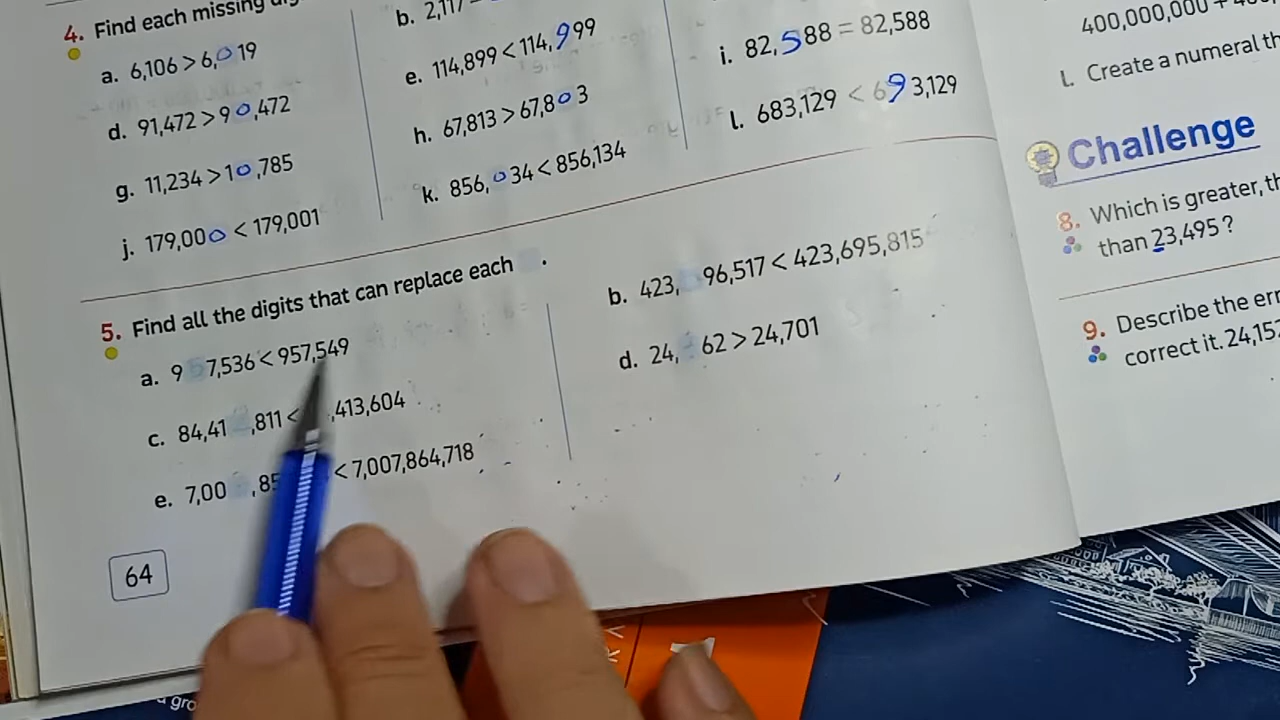 4. Find each missing
a. 6,106 > 6,019
d. 91,472 > 90,472
g. 11,234 > 10,785
j. 179,000 < 179,001
b. 2,117
e. 114,899 < 114,999
h. 67,813 > 67,803
k. 856,034 < 856,134
i. 82,588 = 82,588
l. 683,129 < 693,129
5. Find all the digits that can replace each .
a. 9 7,536 < 957,549
b. 423, 96,517 < 423,695,815
c. 84,41 ,811 < ,413,604
d. 24, 62 > 24,701
e. 7,00 ,85 < 7,007,864,718
64
400,000,000 +
l. Create a numeral
Challenge
8. Which is greater,
than 23,495?
9. Describe the
correct it. 24,15